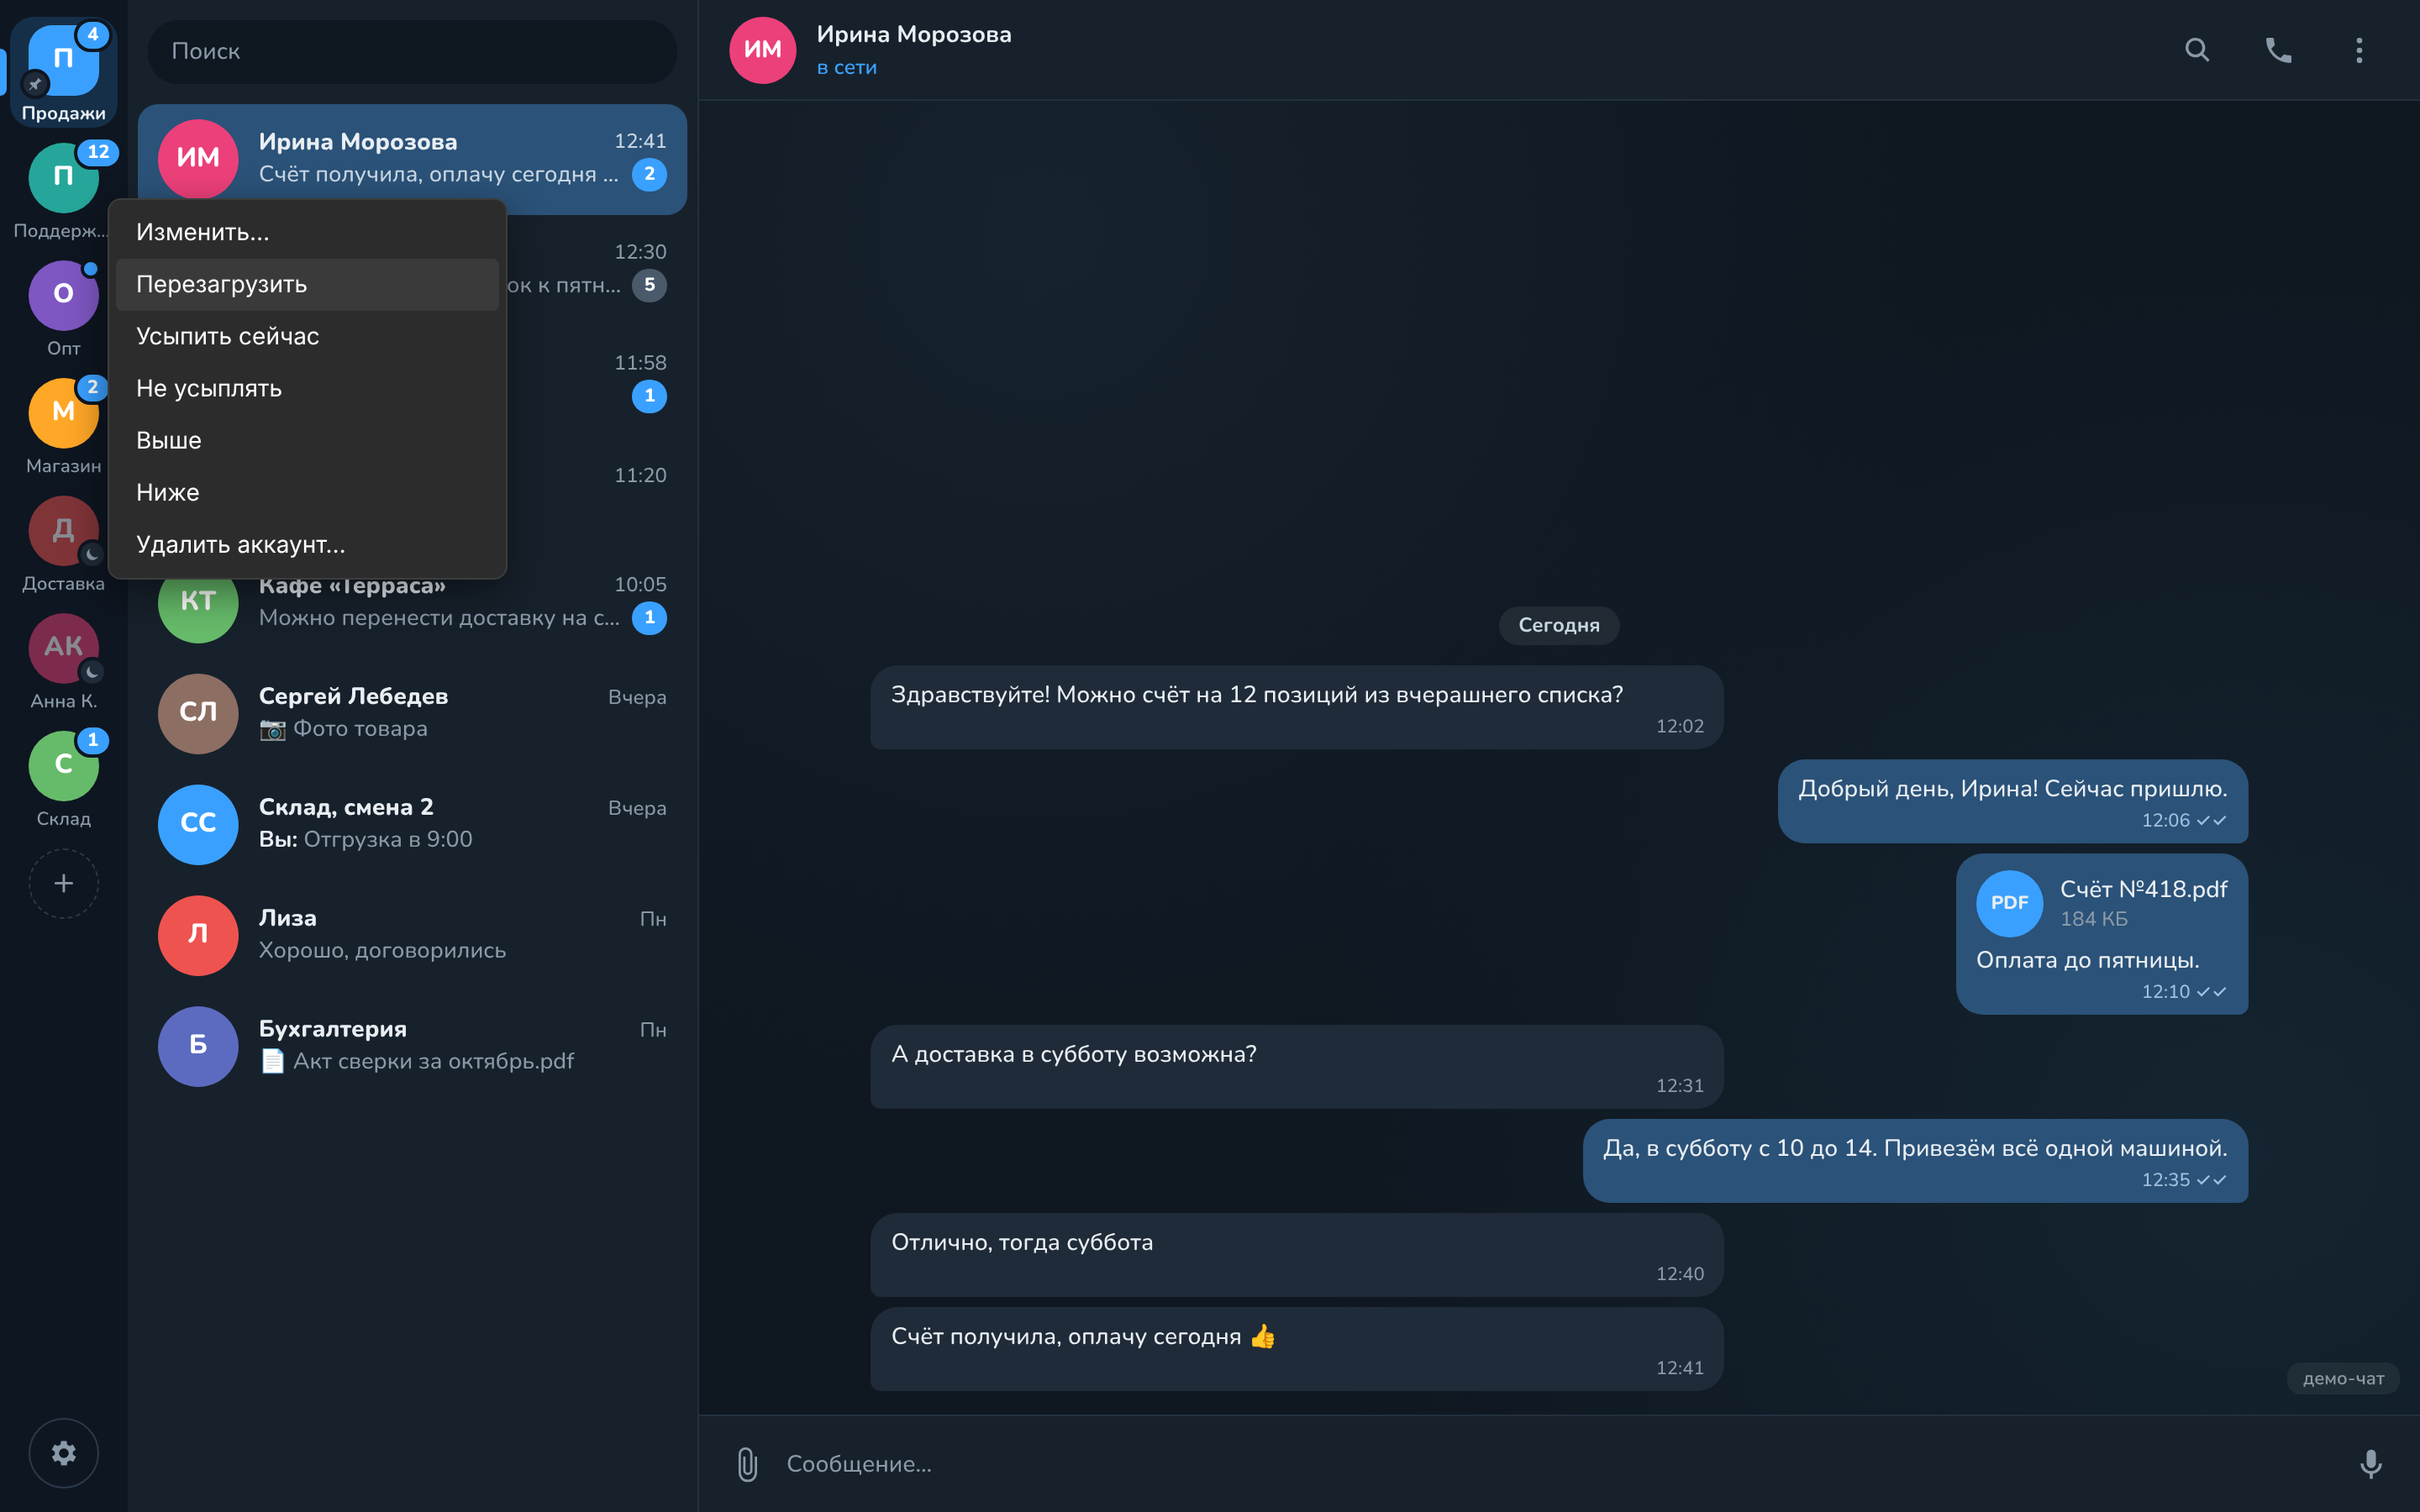 П
4
Продажи
П
12
Поддерж...
О
Опт
М
2
Магазин
Д
Доставка
АК
Анна К.
С
1
Склад
Поиск
ИМ
Ирина Морозова
12:41
Счёт получила, оплачу сегодня ...
2
12:30
ок к пятн...
5
11:58
1
11:20
Изменить...
Перезагрузить
Усыпить сейчас
Не усыплять
Выше
Ниже
Удалить аккаунт...
КТ
Кафе «Терраса»
10:05
Можно перенести доставку на с...
1
СЛ
Сергей Лебедев
Вчера
📷 Фото товара
СС
Склад, смена 2
Вчера
Вы: Отгрузка в 9:00
Л
Лиза
Пн
Хорошо, договорились
Б
Бухгалтерия
Пн
📄 Акт сверки за октябрь.pdf
ИМ
Ирина Морозова
в сети
Сегодня
Здравствуйте! Можно счёт на 12 позиций из вчерашнего списка?
12:02
Добрый день, Ирина! Сейчас пришлю.
12:06
PDF
Счёт №418.pdf
184 КБ
Оплата до пятницы.
12:10
А доставка в субботу возможна?
12:31
Да, в субботу с 10 до 14. Привезём всё одной машиной.
12:35
Отлично, тогда суббота
12:40
Счёт получила, оплачу сегодня 👍
12:41
демо-чат
Сообщение...